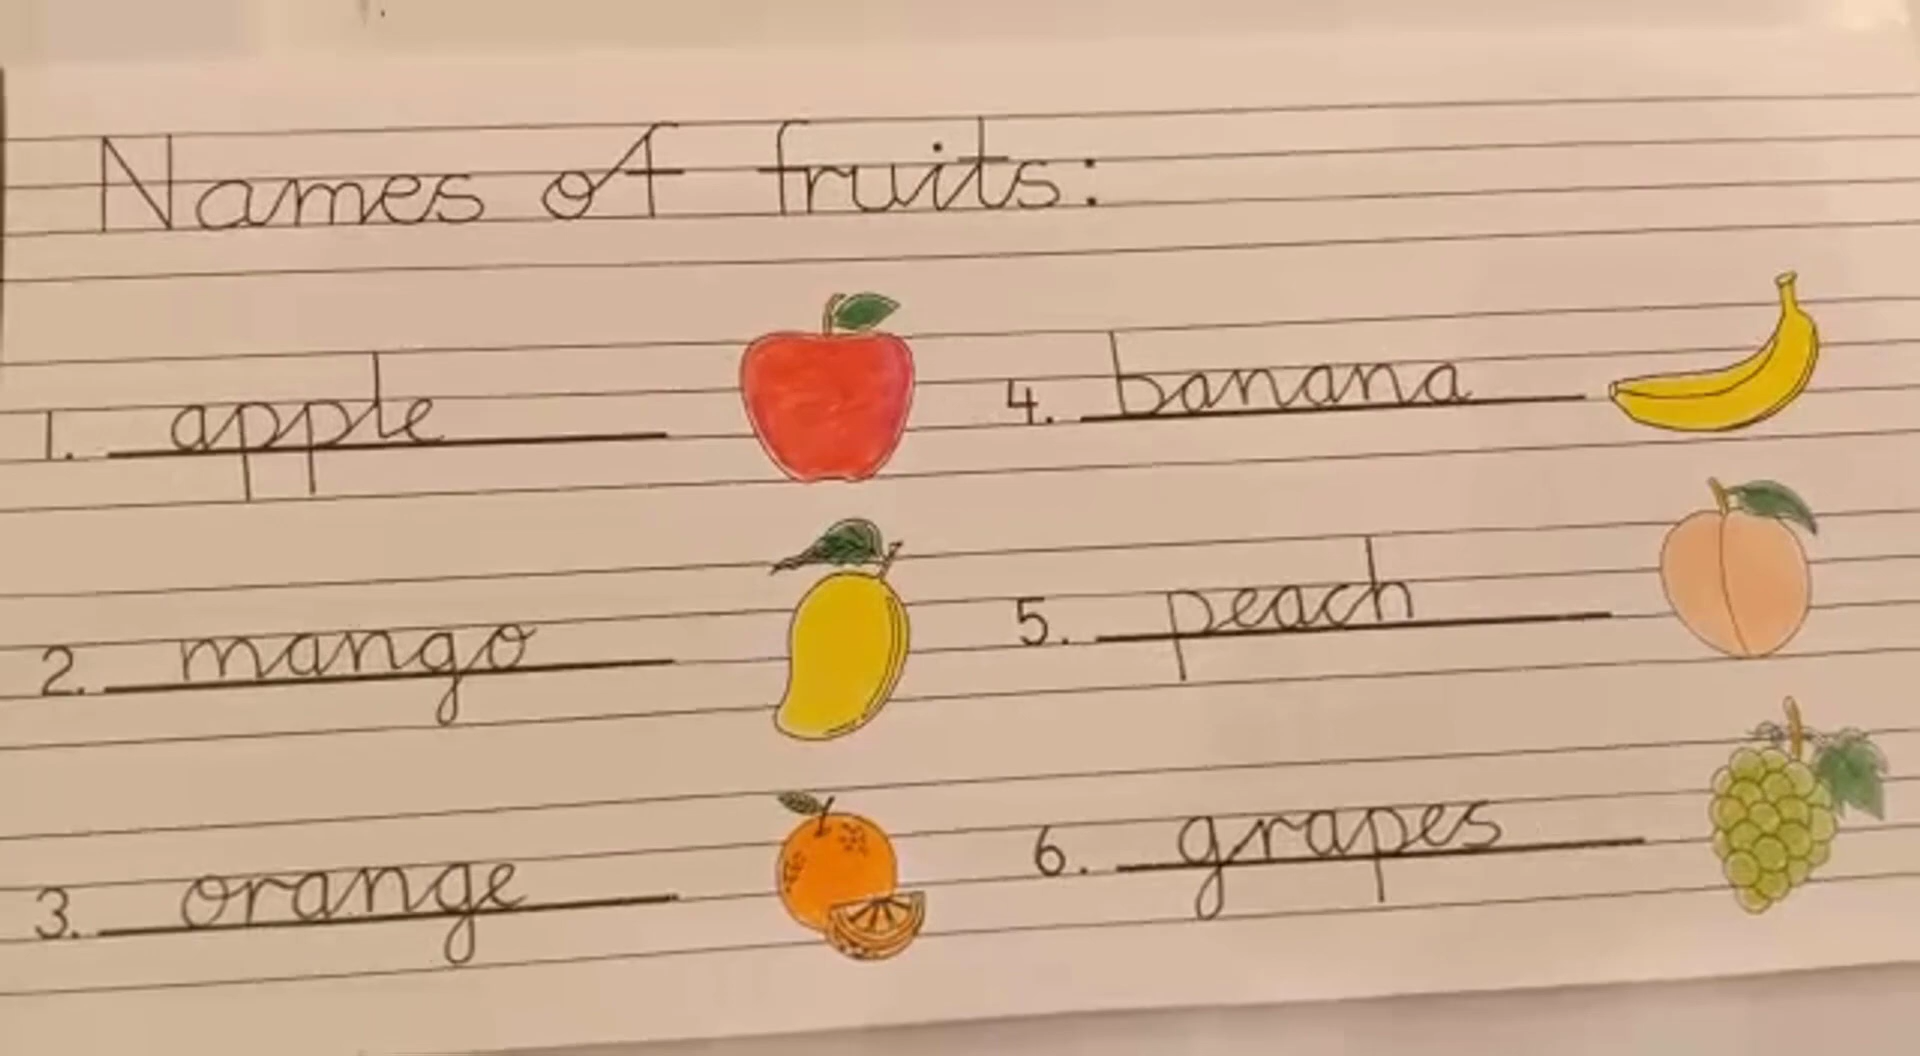 Names of fruits:
1. apple
2. mango
3. orange
4. banana
5. peach
6. grapes